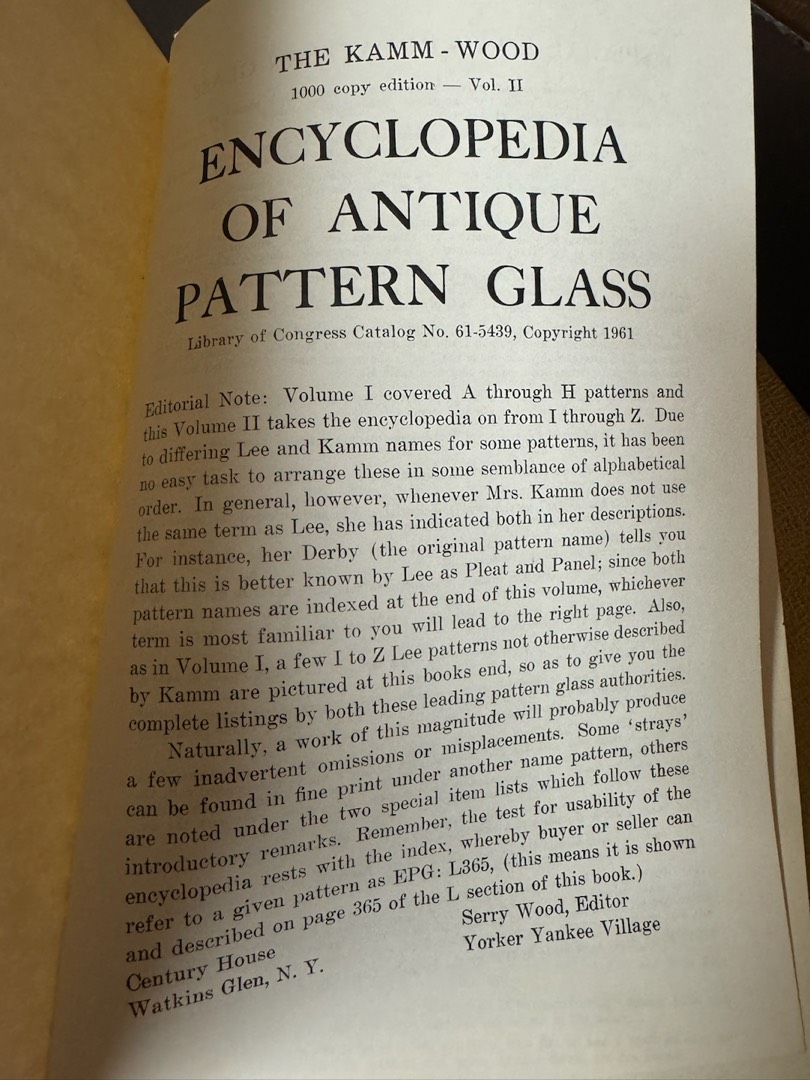 THE KAMM - WOOD
1000 copy edition — Vol. II
ENCYCLOPEDIA
OF ANTIQUE
PATTERN GLASS
Library of Congress Catalog No. 61-5439, Copyright 1961
Editorial Note: Volume I covered A through H patterns and
this Volume II takes the encyclopedia on from I through Z. Due
to differing Lee and Kamm names for some patterns, it has been
no easy task to arrange these in some semblance of alphabetical
order. In general, however, whenever Mrs. Kamm does not use
the same term as Lee, she has indicated both in her descriptions.
For instance, her Derby (the original pattern name) tells you
that this is better known by Lee as Pleat and Panel; since both
pattern names are indexed at the end of this volume, whichever
term is most familiar to you will lead to the right page. Also,
as in Volume I, a few I to Z Lee patterns not otherwise described
by Kamm are pictured at this books end, so as to give you the
complete listings by both these leading pattern glass authorities.
Naturally, a work of this magnitude will probably produce
a few inadvertent omissions or misplacements. Some 'strays'
can be found in fine print under another name pattern, others
are noted under the two special item lists which follow these
introductory remarks. Remember, the test for usability of the
encyclopedia rests with the index, whereby buyer or seller can
refer to a given pattern as EPG: L365, (this means it is shown
and described on page 365 of the L section of this book.)
Century House
Watkins Glen, N. Y.
Serry Wood, Editor
Yorker Yankee Village